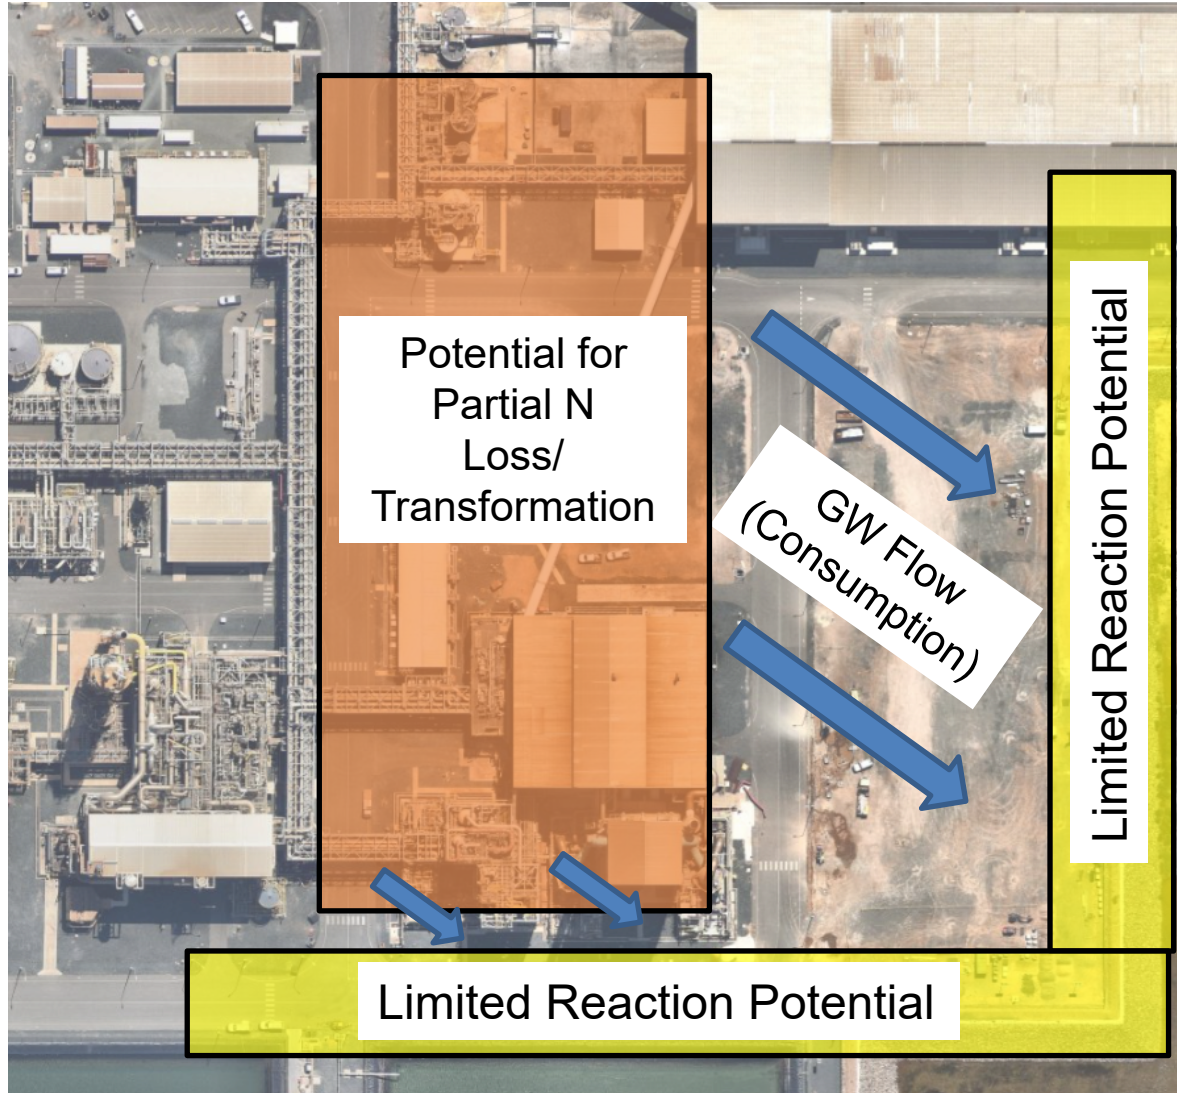 Potential for
Partial N
Loss/
Transformation
GW Flow
(Consumption)
Limited Reaction Potential
Limited Reaction Potential